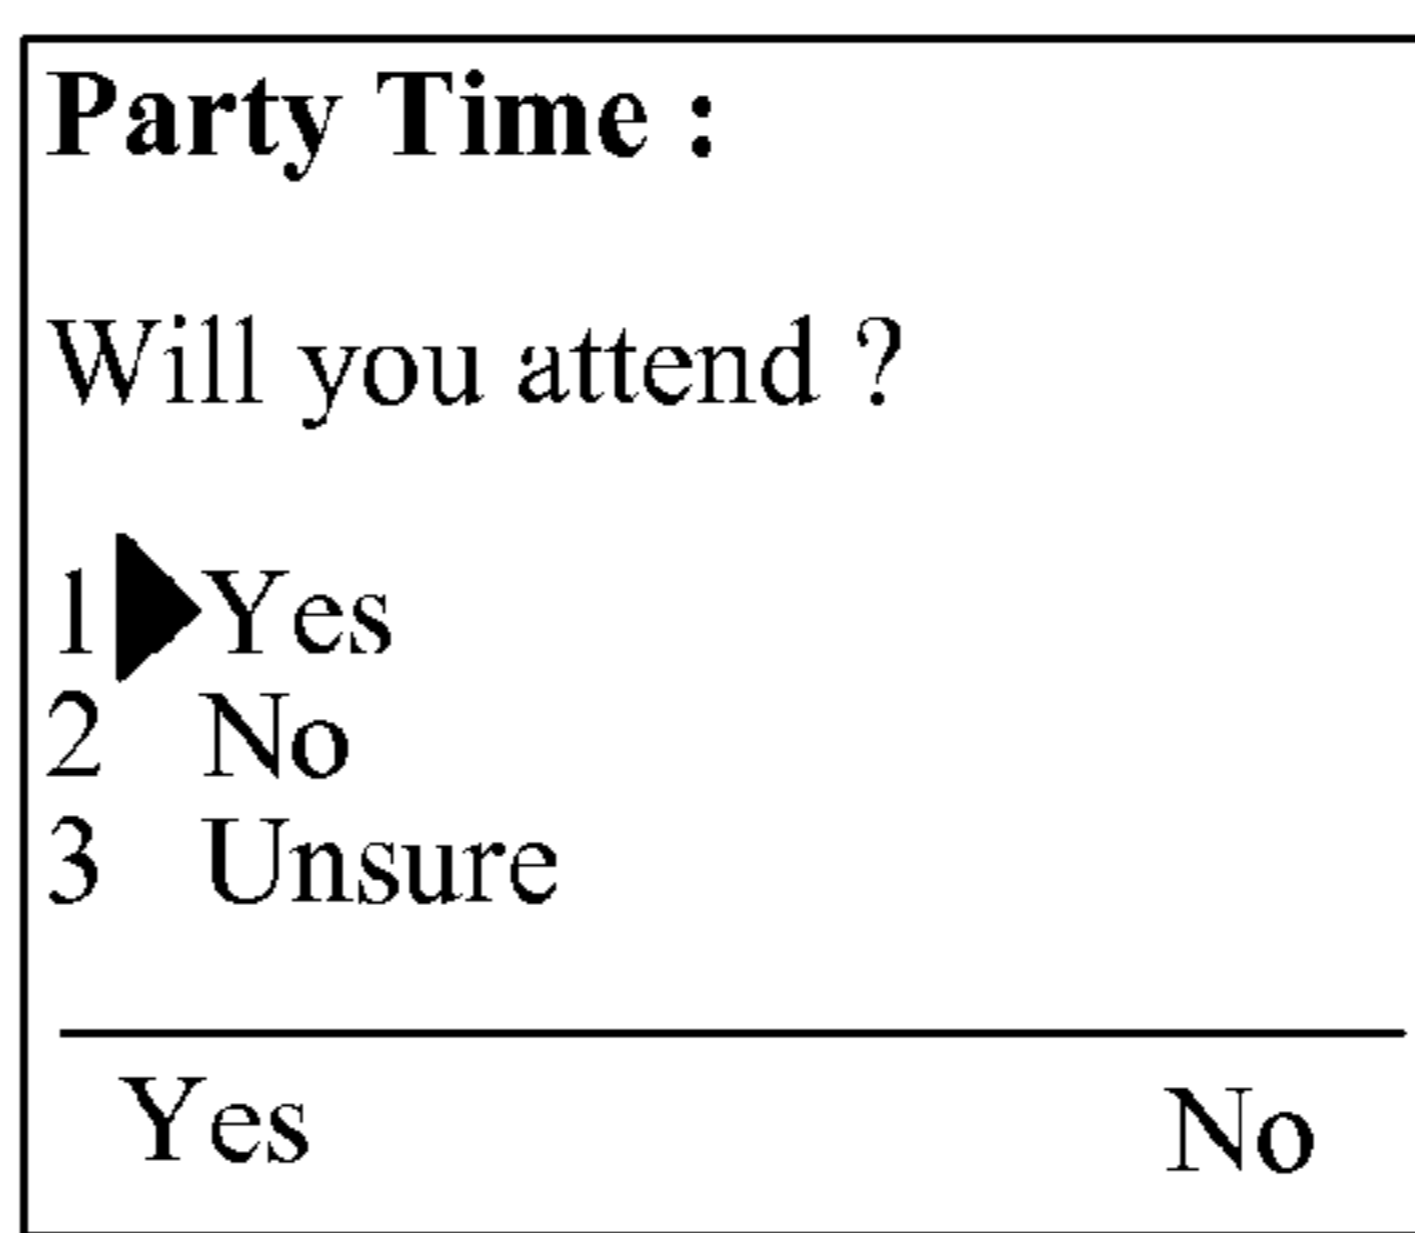 Party Time :
Will you attend ?
1 Yes
2 No
3 Unsure
Yes No